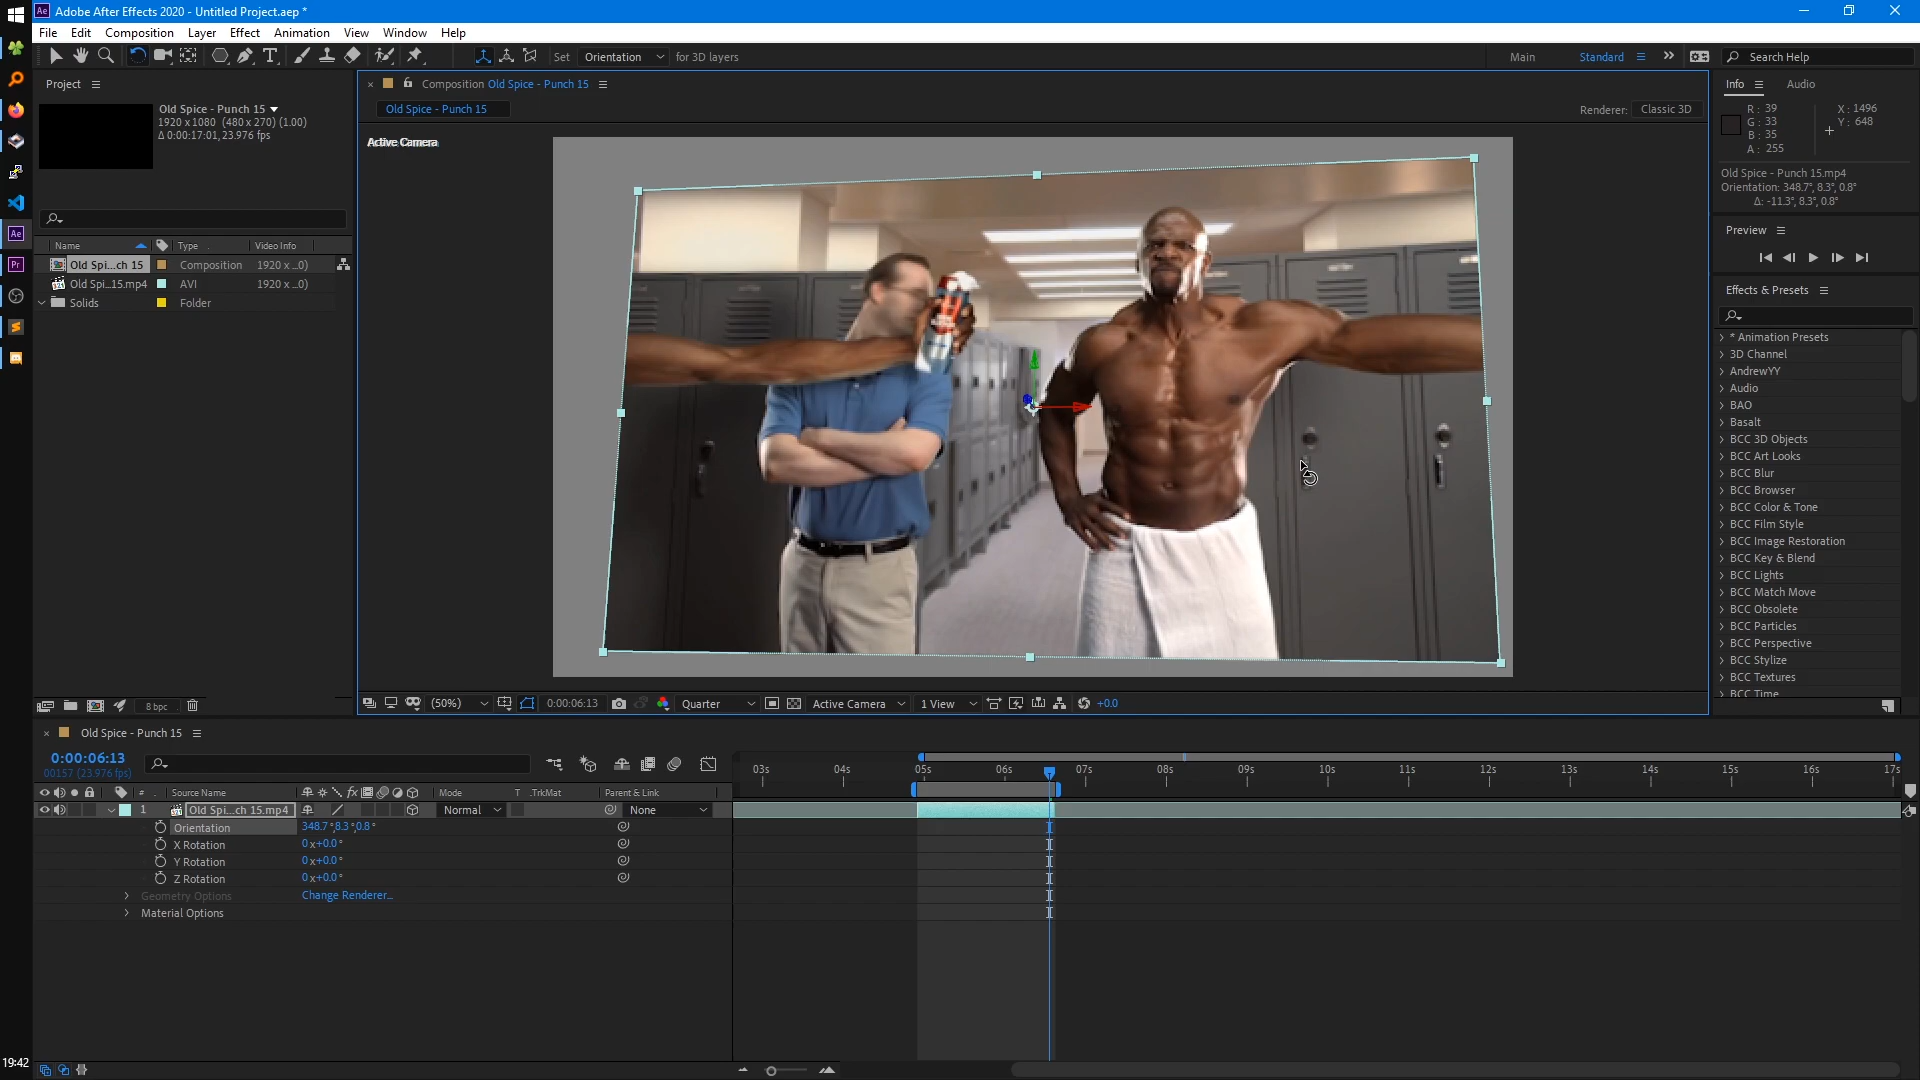 Adobe After Effects 2020 - Untitled Project.aep *
File Edit Composition Layer Effect Animation View Window Help
Set Orientation for 3D layers
Main Standard Search Help
Project
Old Spice - Punch 15
1920 x 1080 (480 x 270) (1.00)
Δ 0:00:17:01, 23.976 fps
Name Type Video Info
Old Spi...ch 15 Composition 1920 x ...0)
Old Spi...15.mp4 AVI 1920 x ...0)
Solids Folder
8 bpc
Composition Old Spice - Punch 15
Old Spice - Punch 15
Renderer: Classic 3D
Active Camera
(50%) 0:00:06:13 Quarter Active Camera 1 View +0.0
Info Audio
R: 39
G: 33
B: 35
A: 255
X: 1496
Y: 648
Old Spice - Punch 15.mp4
Orientation: 348.7°, 8.3°, 0.8°
Δ: -11.3°, 8.3°, 0.8°
Preview
Effects & Presets
* Animation Presets
3D Channel
AndrewYY
Audio
BAO
Basalt
BCC 3D Objects
BCC Art Looks
BCC Blur
BCC Browser
BCC Color & Tone
BCC Film Style
BCC Image Restoration
BCC Key & Blend
BCC Lights
BCC Match Move
BCC Obsolete
BCC Particles
BCC Perspective
BCC Stylize
BCC Textures
BCC Time
Old Spice - Punch 15
0:00:06:13
00157 (23.976 fps)
03s 04s 05s 06s 07s 08s 09s 10s 11s 12s 13s 14s 15s 16s 17s
# Source Name fx Mode T .TrkMat Parent & Link
1 Old Spi...ch 15.mp4 Normal None
Orientation 348.7°,8.3°,0.8°
X Rotation 0x+0.0°
Y Rotation 0x+0.0°
Z Rotation 0x+0.0°
Geometry Options Change Renderer...
Material Options
19:42